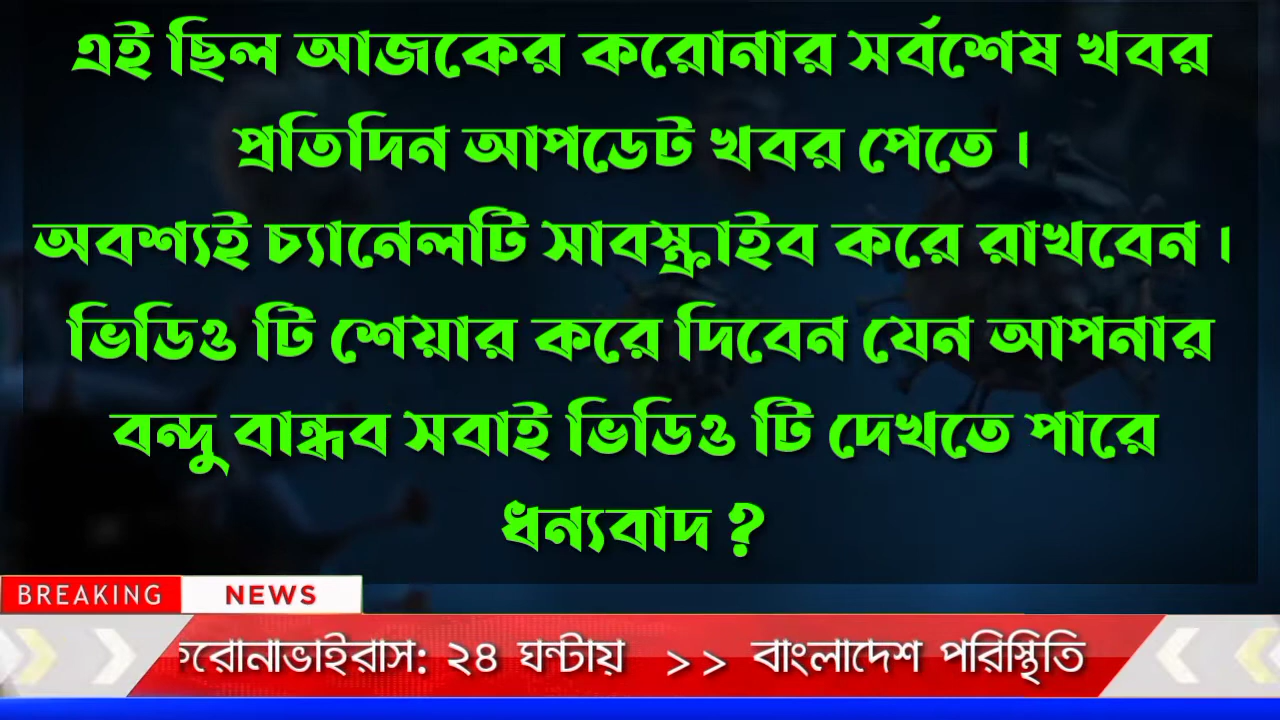 এই ছিল আজকের করোনার সর্বশেষ খবর
প্রতিদিন আপডেট খবর পেতে ।
অবশ্যই চ্যানেলটি সাবস্ক্রাইব করে রাখবেন ।
ভিডিও টি শেয়ার করে দিবেন যেন আপনার
বন্দু বান্ধব সবাই ভিডিও টি দেখতে পারে
ধন্যবাদ ?
BREAKING NEWS
করোনাভাইরাস: ২৪ ঘন্টায় >> বাংলাদেশ পরিস্থিতি